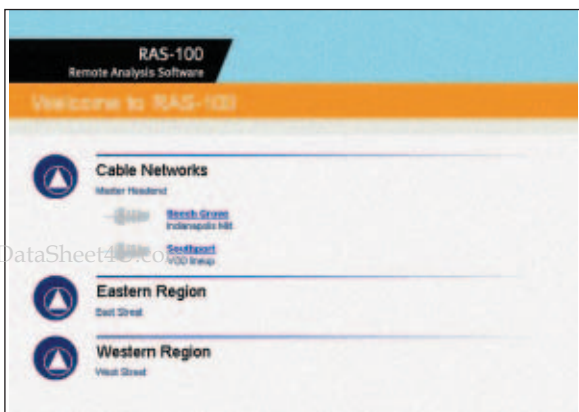 RAS-100
Remote Analysis Software
Welcome to RAS-100
Cable Networks
Master Headend
Beech Grove
Indianapolis NW
Southport
VOD lineup
DataSheet4U.com
Eastern Region
East Street
Western Region
West Street